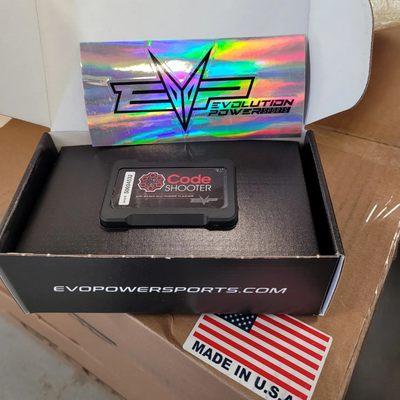 EVP
EVOLUTION
POWERSPORTS
Code
SHOOTER
EVOPOWERSPORTS.COM
MADE IN U.S.A.